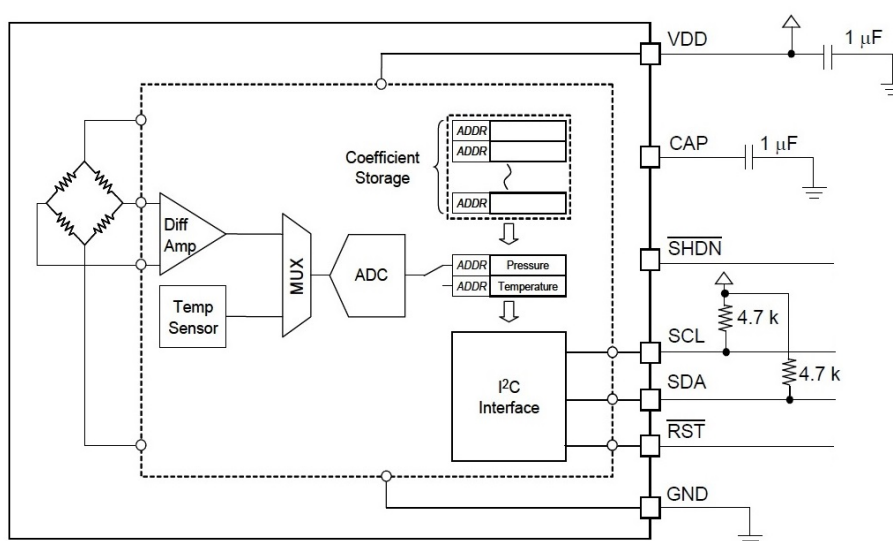 VDD
1 μF
CAP
1 μF
ADDR
ADDR
Coefficient
Storage
ADDR
SHDN
Diff
Amp
MUX
ADC
ADDR Pressure
ADDR Temperature
Temp
Sensor
4.7 k
SCL
I²C
Interface
SDA
4.7 k
RST
GND